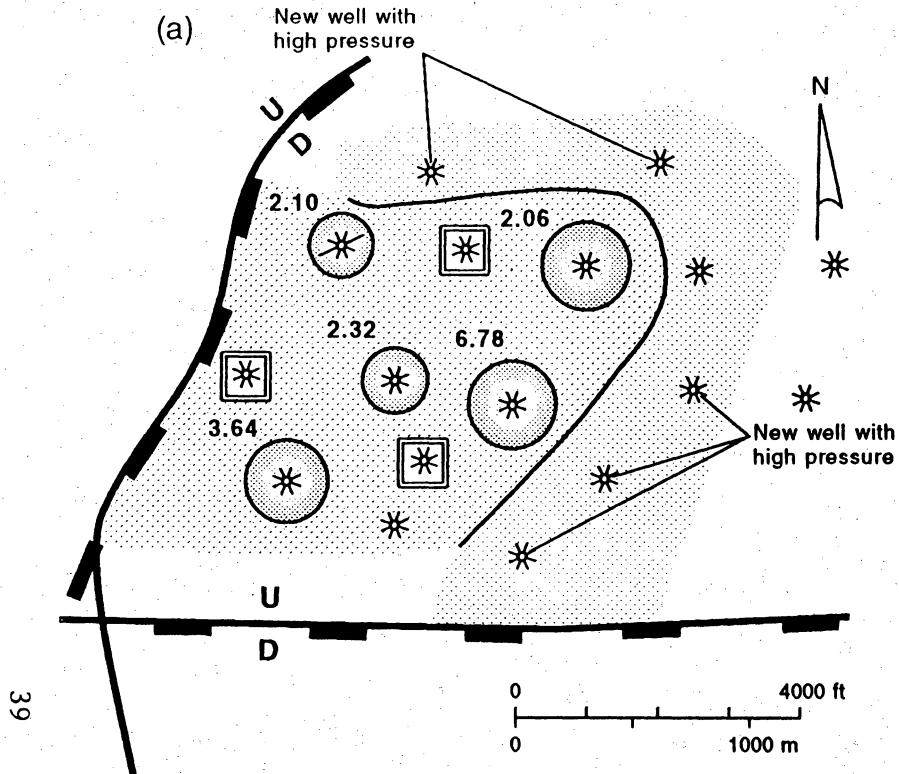 (a)
New well with
high pressure
N
U
D
2.10
2.06
2.32
6.78
3.64
New well with
high pressure
U
D
0 4000 ft
0 1000 m
39